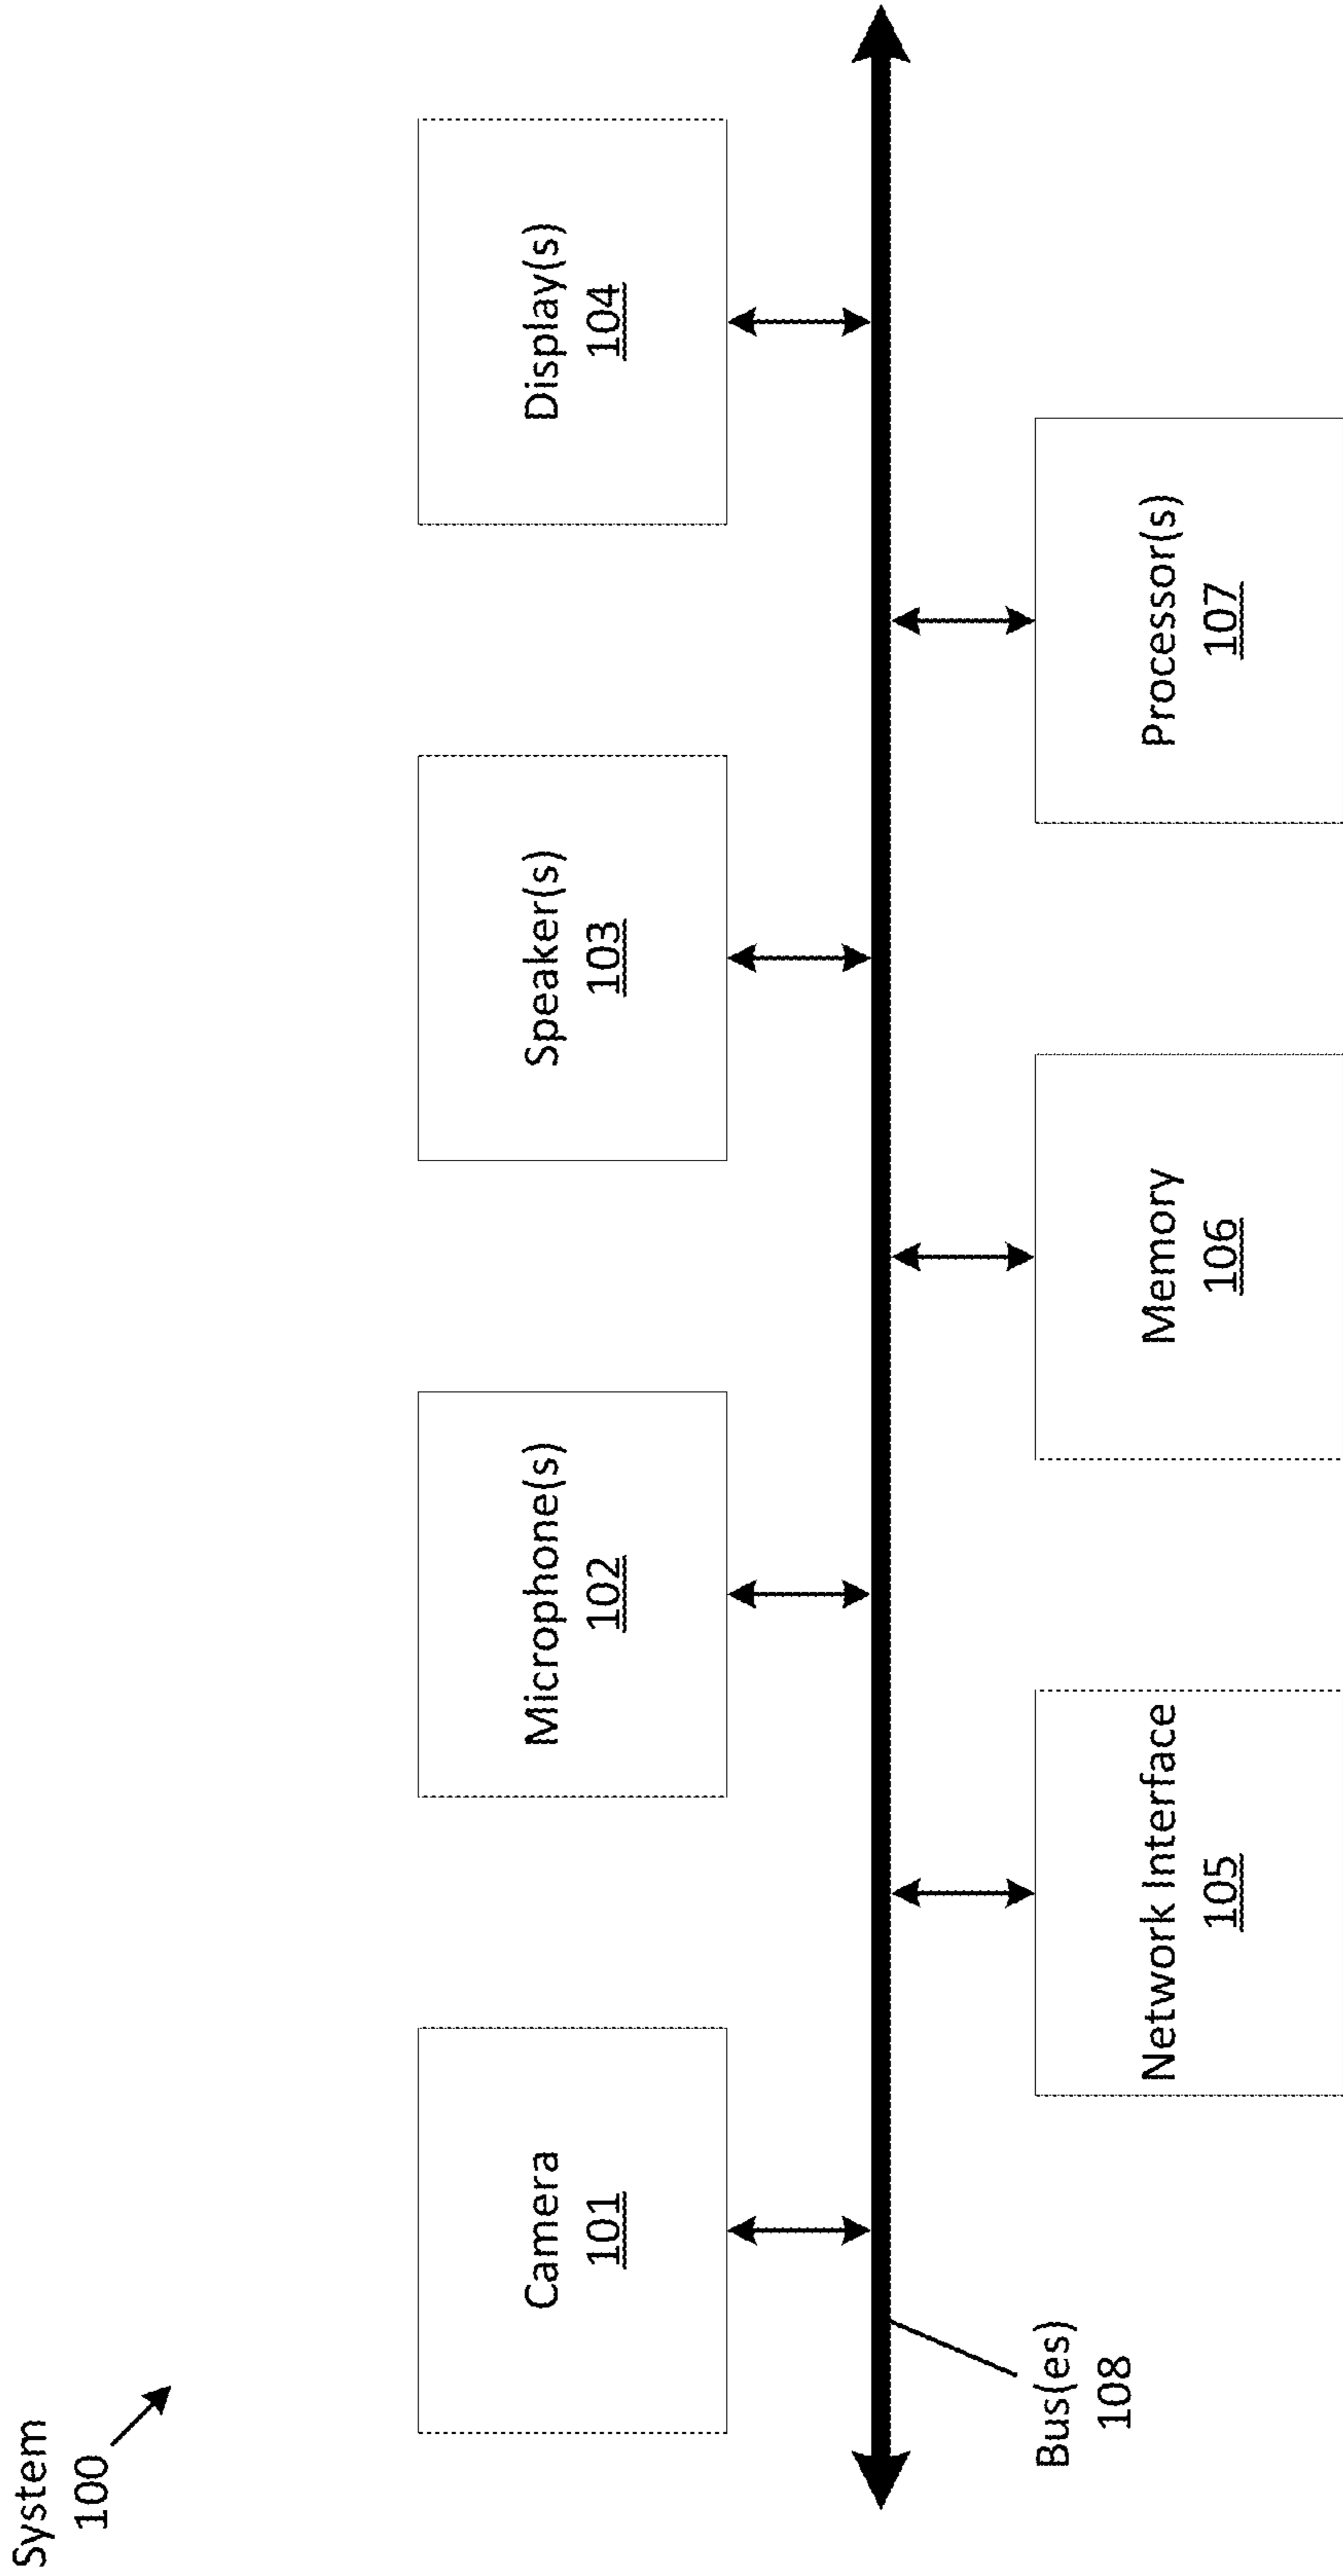 System
100
Camera
101
Microphone(s)
102
Speaker(s)
103
Display(s)
104
Bus(es)
108
Network Interface
105
Memory
106
Processor(s)
107